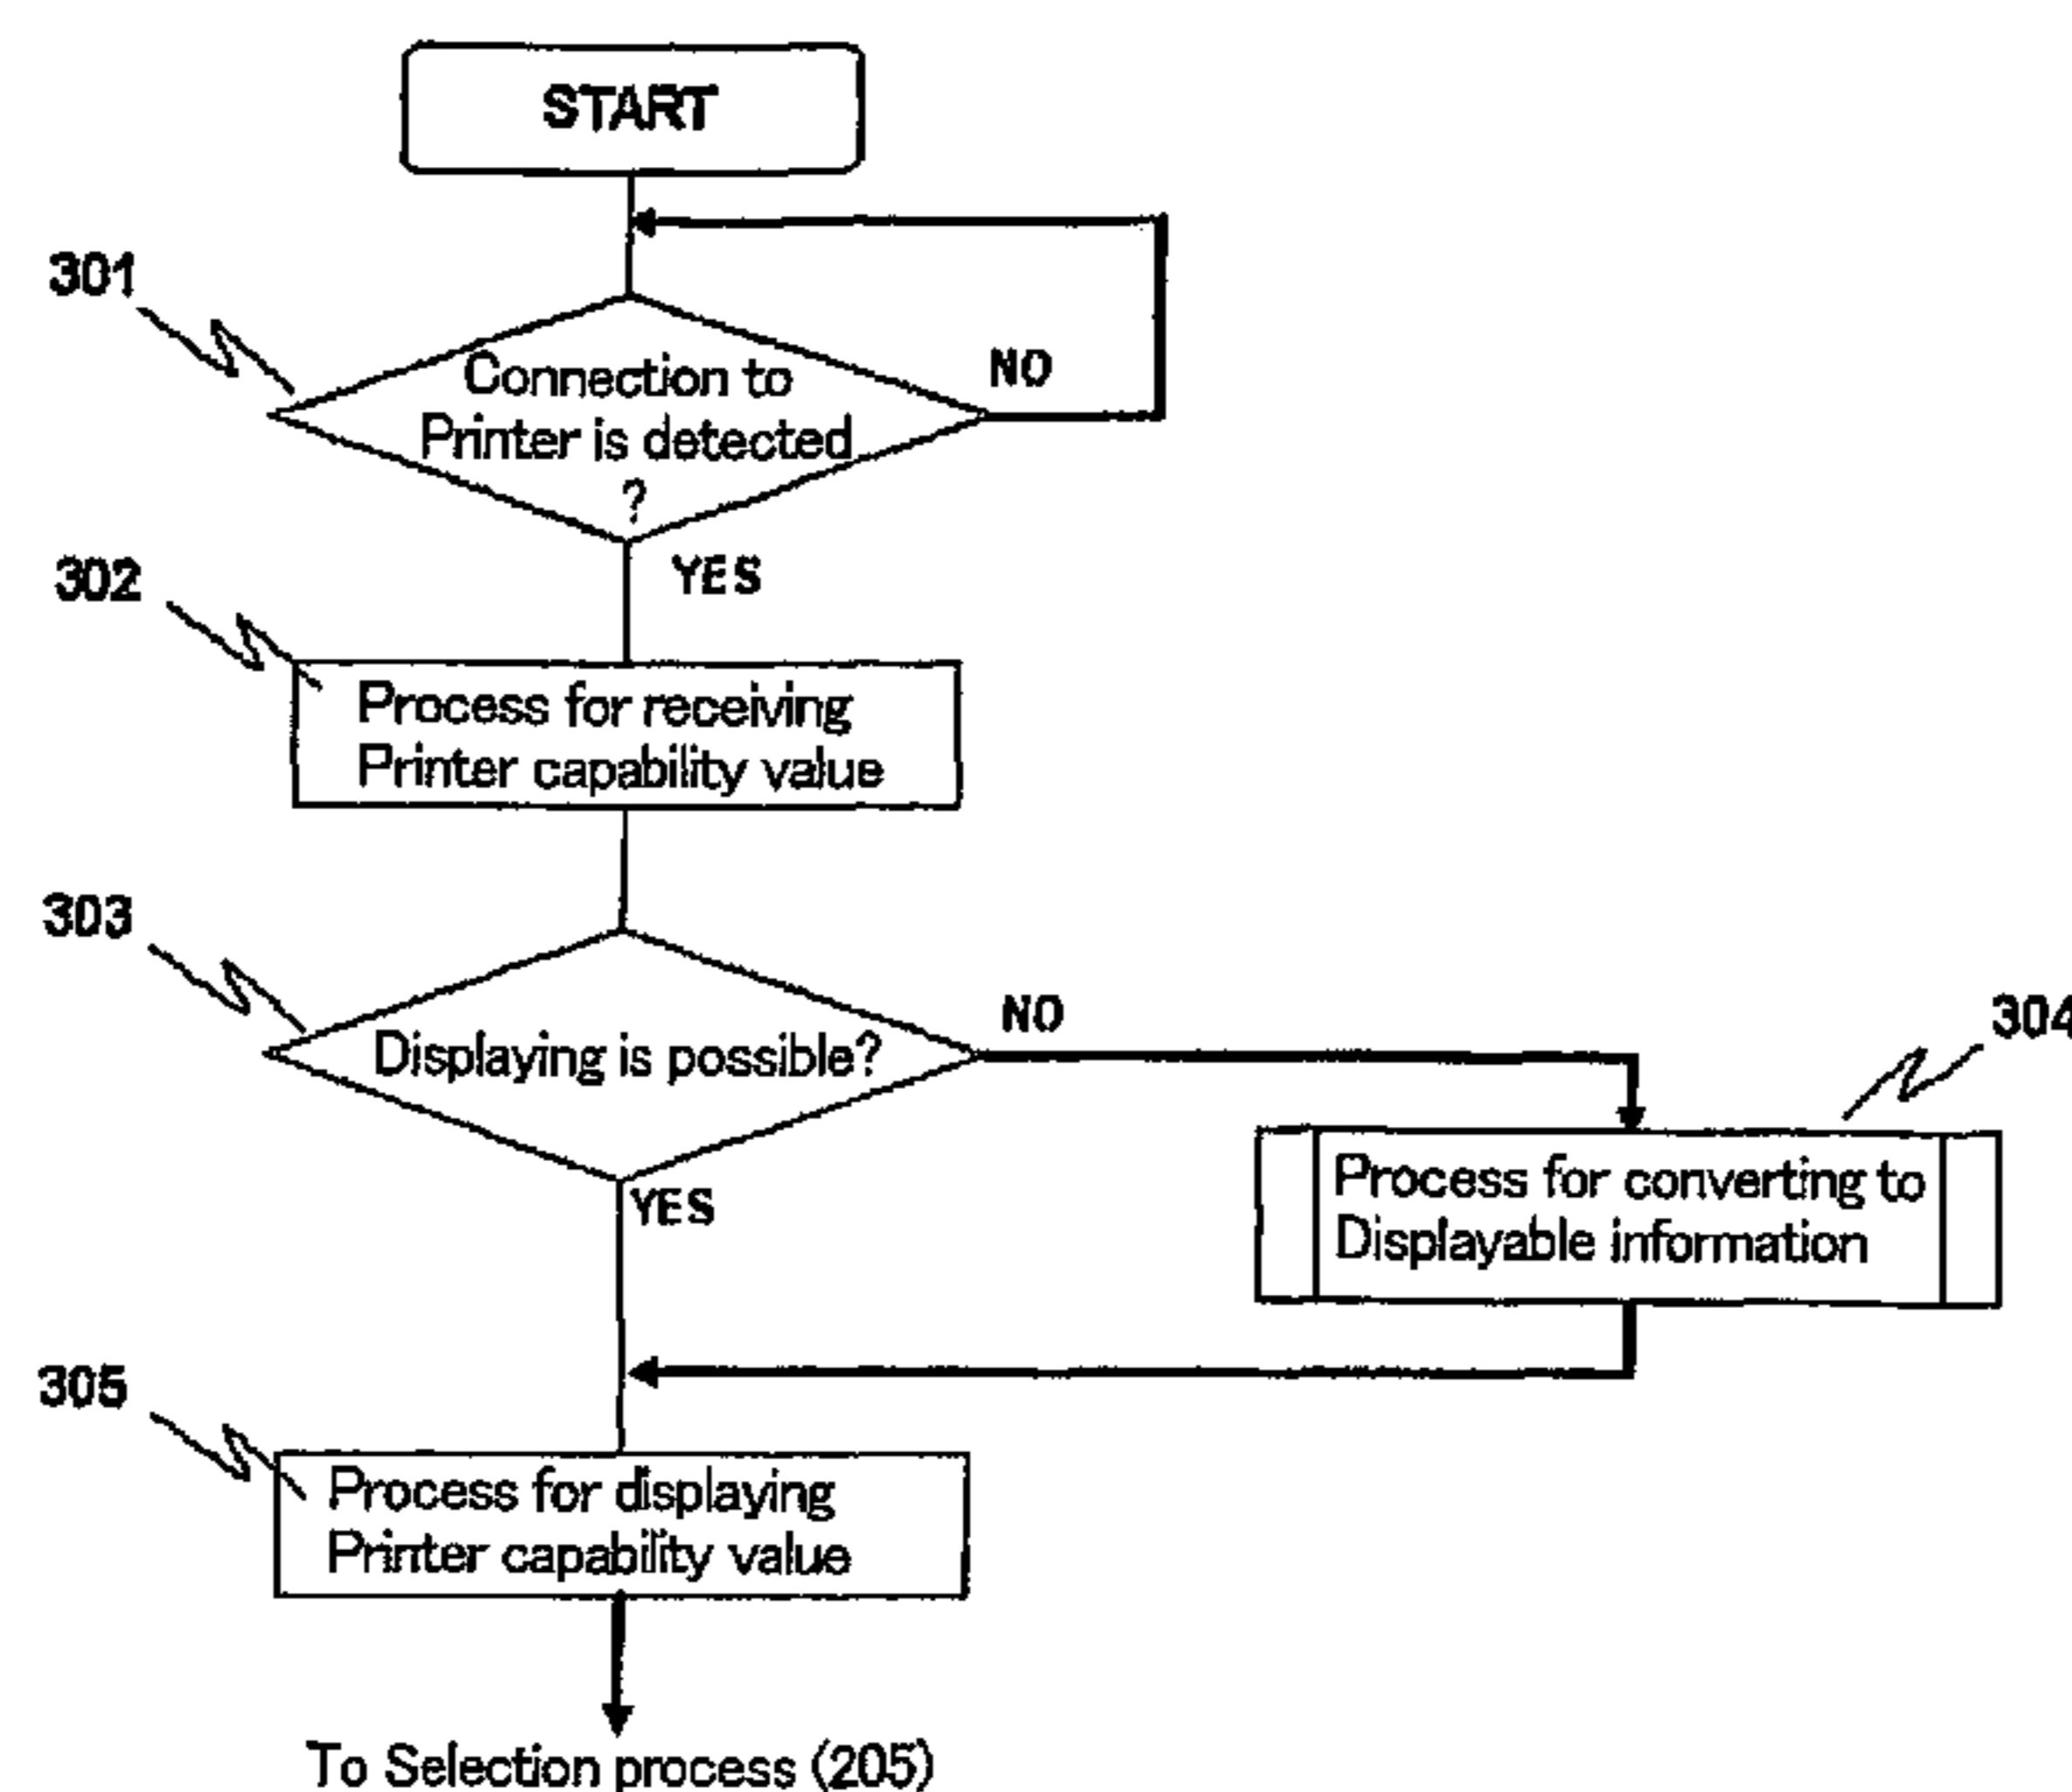 START
301
Connection to
Printer is detected
?
NO
YES
302
Process for receiving
Printer capability value
303
Displaying is possible?
NO
YES
304
Process for converting to
Displayable information
305
Process for displaying
Printer capability value
To Selection process (205)